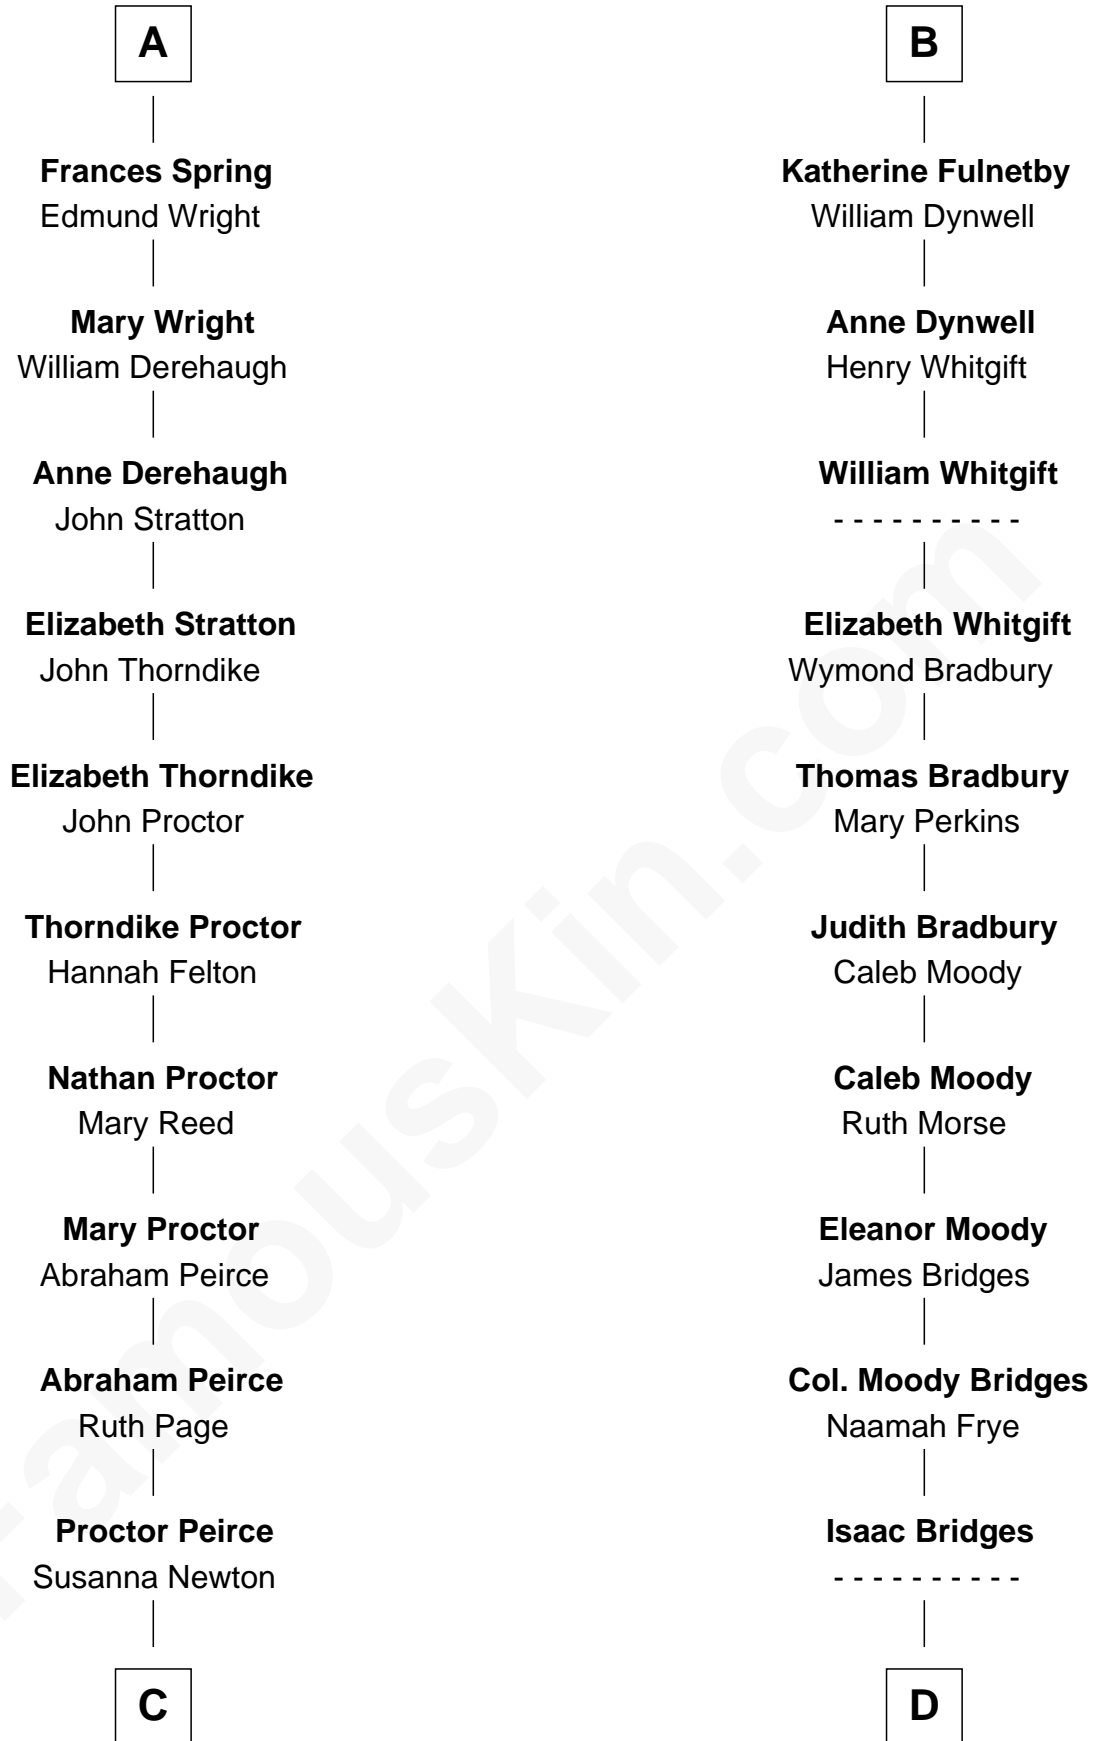 A
Frances Spring
Edmund Wright
Mary Wright
William Derehaugh
Anne Derehaugh
John Stratton
Elizabeth Stratton
John Thorndike
Elizabeth Thorndike
John Proctor
Thorndike Proctor
Hannah Felton
Nathan Proctor
Mary Reed
Mary Proctor
Abraham Peirce
Abraham Peirce
Ruth Page
Proctor Peirce
Susanna Newton
C
B
Katherine Fulnetby
William Dynwell
Anne Dynwell
Henry Whitgift
William Whitgift
- - - - - - - - - -
Elizabeth Whitgift
Wymond Bradbury
Thomas Bradbury
Mary Perkins
Judith Bradbury
Caleb Moody
Caleb Moody
Ruth Morse
Eleanor Moody
James Bridges
Col. Moody Bridges
Naamah Frye
Isaac Bridges
- - - - - - - - - -
D
FamousKin.com